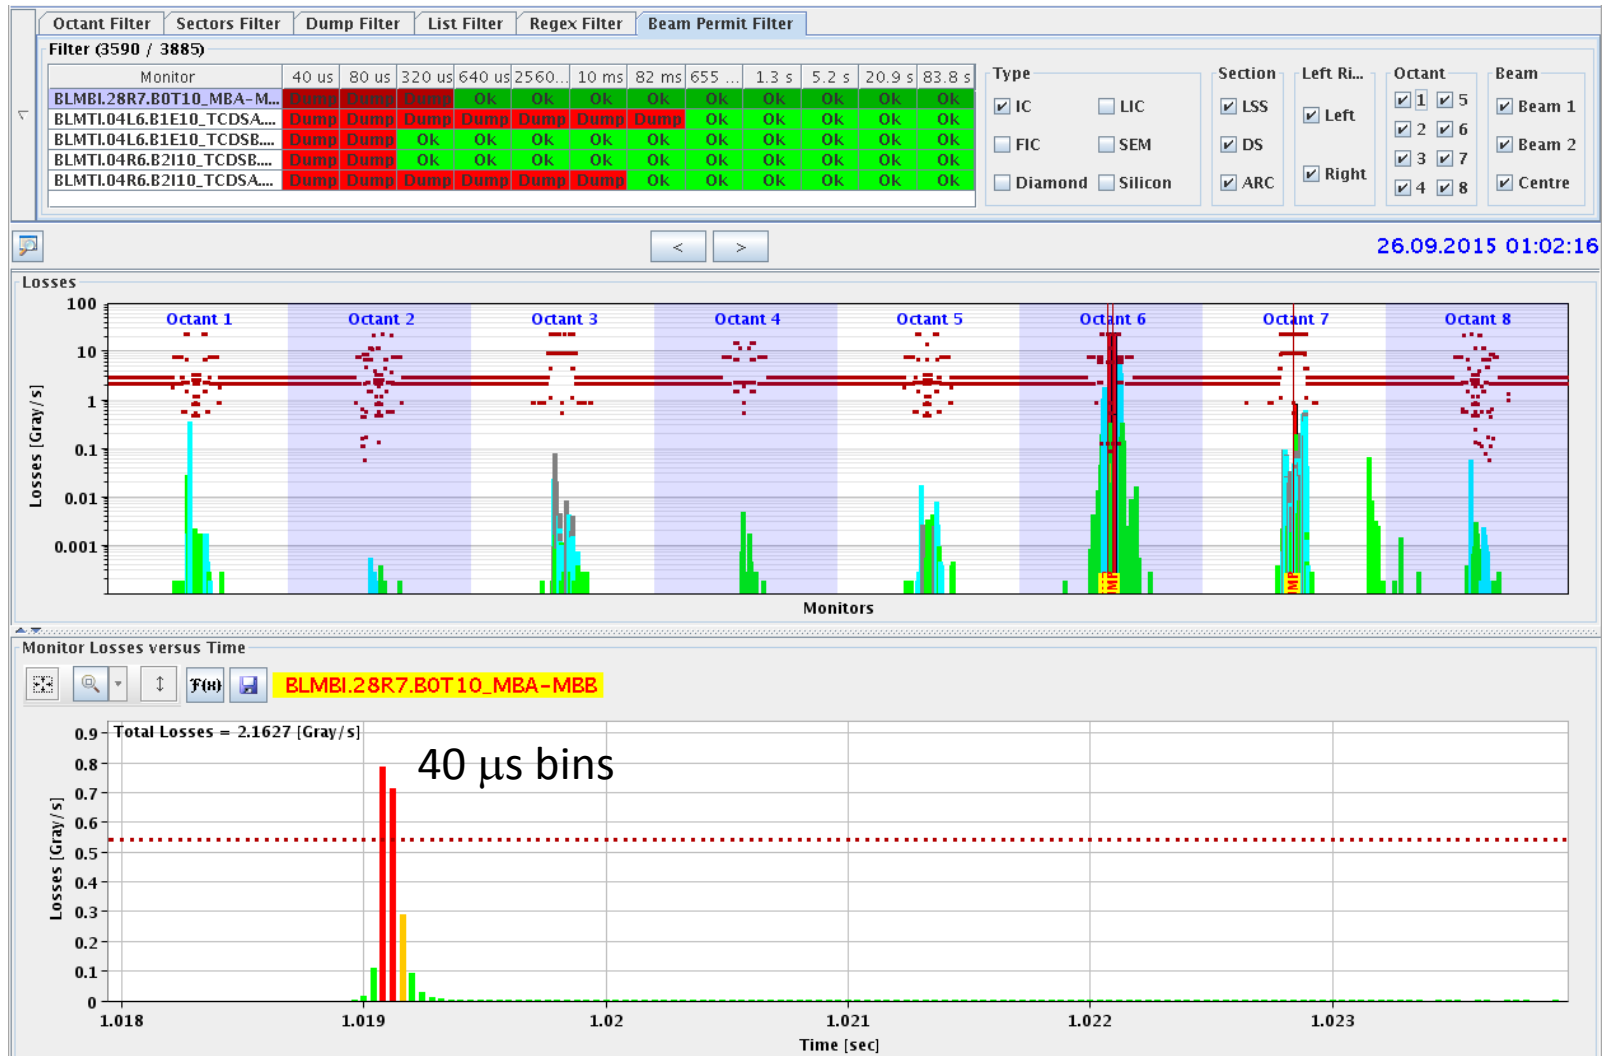 Octant Filter Sectors Filter Dump Filter List Filter Regex Filter Beam Permit Filter
Filter (3590 / 3885)
Monitor 40 us 80 us 320 us 640 us 2560... 10 ms 82 ms 655 ... 1.3 s 5.2 s 20.9 s 83.8 s
BLMBI.28R7.B0T10_MBA-M... Dump Dump Dump Ok Ok Ok Ok Ok Ok Ok Ok Ok
BLMTI.04L6.B1E10_TCDSA.... Dump Dump Dump Dump Dump Dump Dump Ok Ok Ok Ok Ok
BLMTI.04L6.B1E10_TCDSB.... Dump Dump Ok Ok Ok Ok Ok Ok Ok Ok Ok Ok
BLMTI.04R6.B2I10_TCDSB.... Dump Dump Ok Ok Ok Ok Ok Ok Ok Ok Ok Ok
BLMTI.04R6.B2I10_TCDSA.... Dump Dump Dump Dump Dump Dump Ok Ok Ok Ok Ok Ok
Type Section Left Ri... Octant Beam
IC LIC LSS Left 1 5 Beam 1
2 6
FIC SEM DS 3 7 Beam 2
Diamond Silicon ARC Right 4 8 Centre
< >
26.09.2015 01:02:16
Losses
Octant 1 Octant 2 Octant 3 Octant 4 Octant 5 Octant 6 Octant 7 Octant 8
100
10
1
0.1
0.01
0.001
Losses [Gray/s]
Monitors
Monitor Losses versus Time
F(x)
BLMBI.28R7.B0T10_MBA-MBB
Total Losses = 2.1627 [Gray/s]
40 μs bins
0.9
0.8
0.7
0.6
0.5
0.4
0.3
0.2
0.1
0
Losses [Gray/s]
1.018 1.019 1.02 1.021 1.022 1.023
Time [sec]